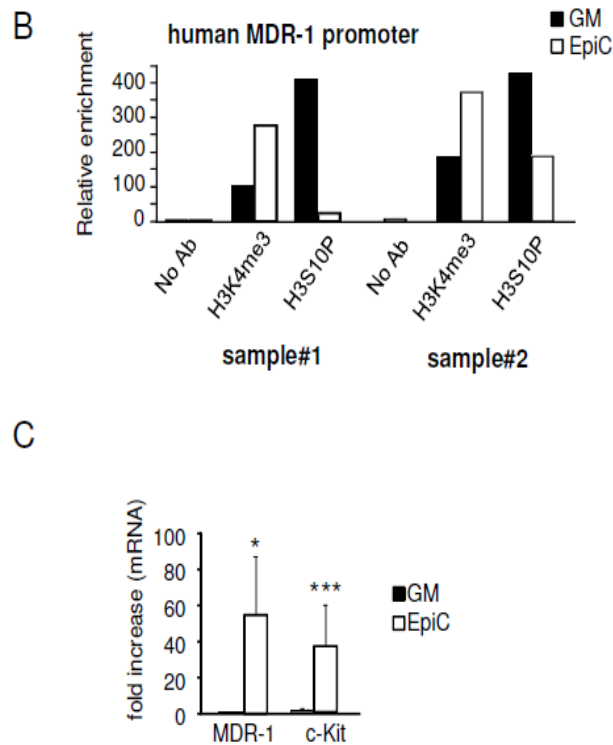 B
human MDR-1 promoter
GM
EpiC
Relative enrichment
400
300
200
100
0
No Ab
H3K4me3
H3S10P
No Ab
H3K4me3
H3S10P
sample#1
sample#2
C
fold increase (mRNA)
100
80
60
40
20
0
*
***
GM
EpiC
MDR-1
c-Kit